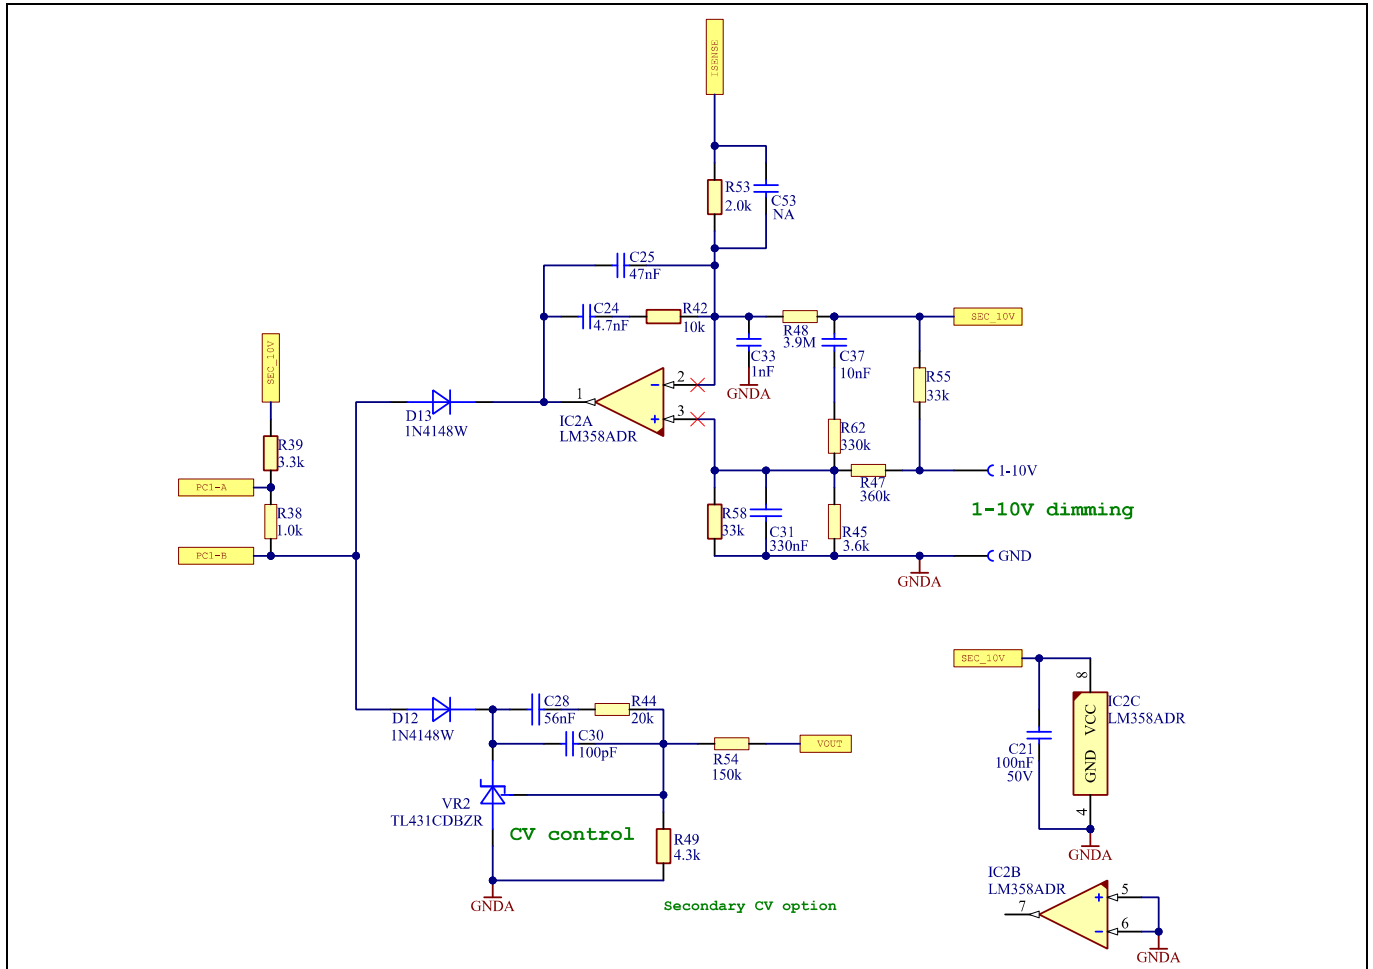 ISENSE
R53
2.0k
C53
NA
C25
47nF
C24
4.7nF
R42
10k
R48
3.9M
SEC_10V
C33
1nF
GNDA
C37
10nF
R55
33k
SEC_10V
D13
1N4148W
1
2
3
IC2A
LM358ADR
R62
330k
R39
3.3k
PC1-A
R47
360k
1-10V
R38
1.0k
R58
33k
C31
330nF
R45
3.6k
1-10V dimming
PC1-B
GND
GNDA
SEC_10V
8
IC2C
LM358ADR
VCC
GND
4
C21
100nF
50V
GNDA
D12
1N4148W
C28
56nF
R44
20k
C30
100pF
R54
150k
VOUT
VR2
TL431CDBZR
CV control
R49
4.3k
GNDA
Secondary CV option
IC2B
LM358ADR
7
5
6
GNDA